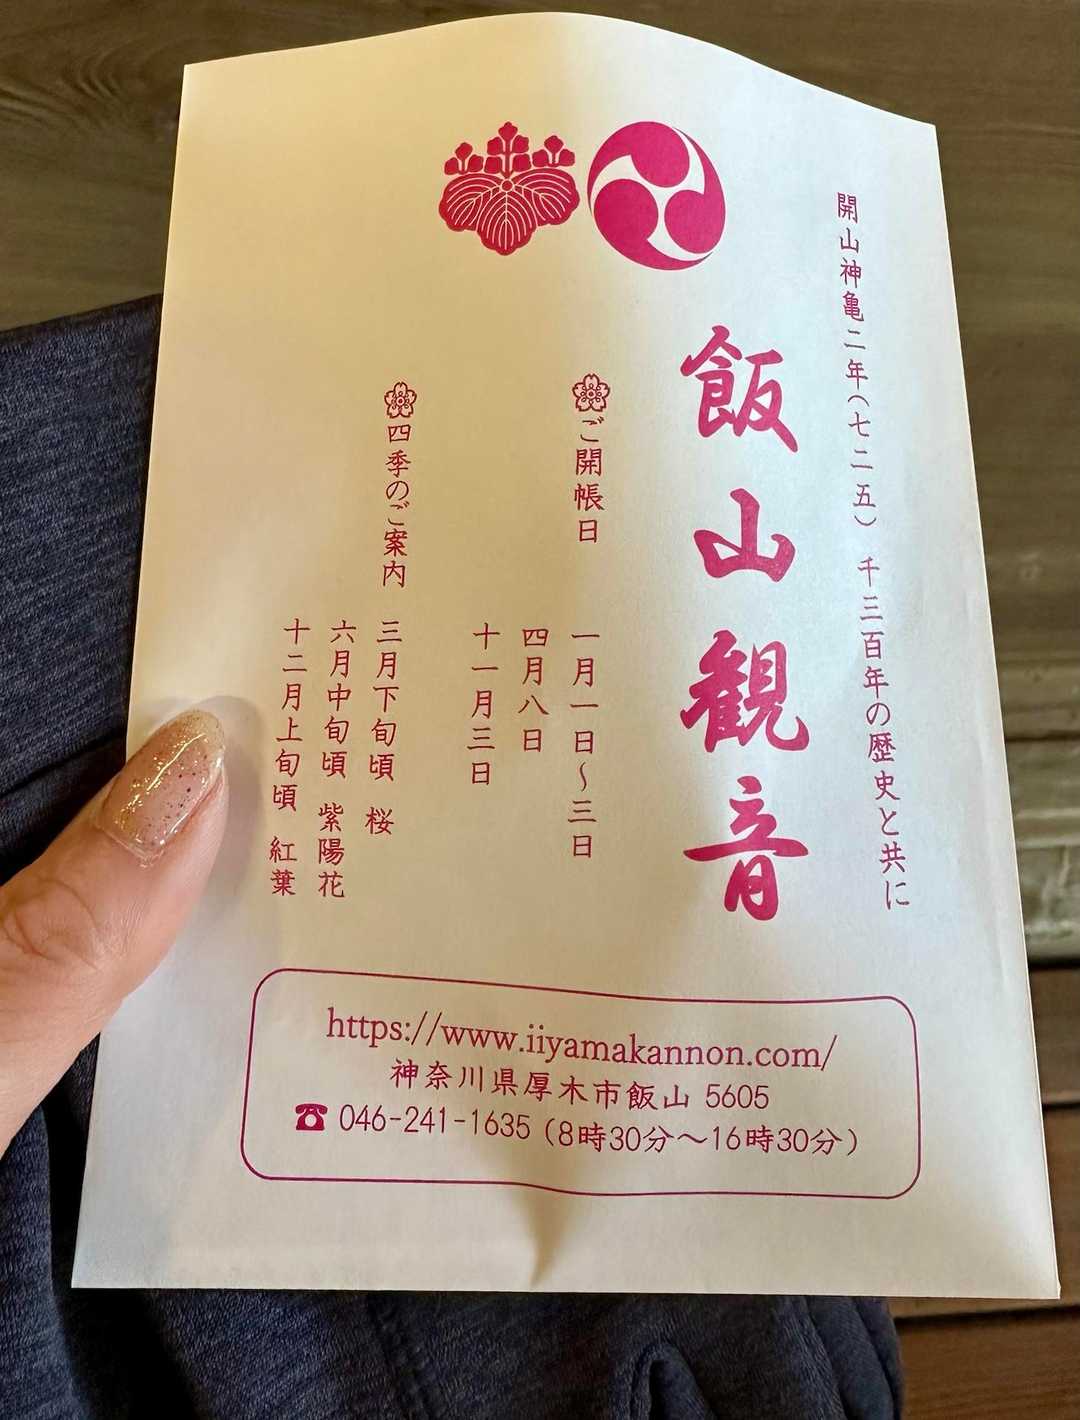 開山神亀二年(七二五) 千三百年の歴史と共に
飯山観音
ご開帳日
一月一日~三日
四月八日
十一月三日
四季のご案内
三月下旬頃 桜
六月中旬頃 紫陽花
十二月上旬頃 紅葉
https://www.iiyamakannon.com/
神奈川県厚木市飯山 5605
☎ 046-241-1635(8時30分~16時30分)